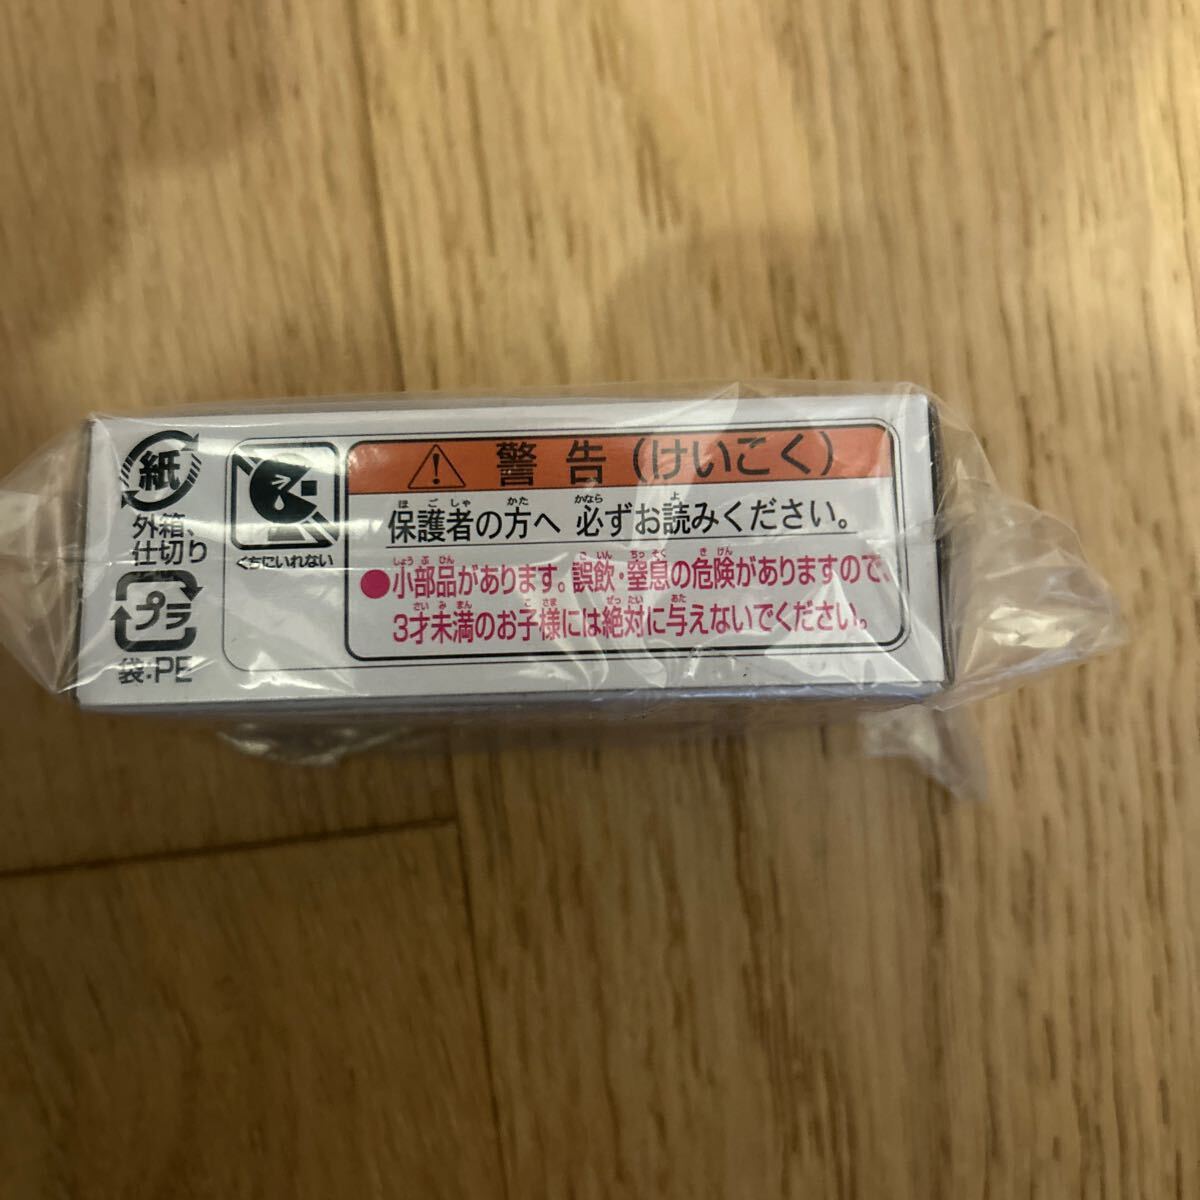 紙
外箱、
仕切り
プラ
袋:PE
くちにいれない
警告（けいこく）
ほごしゃ かた かなら よ
保護者の方へ 必ずお読みください。
しょうぶひん ごいん ちっそく きけん
●小部品があります。誤飲・窒息の危険がありますので、
さいみまん こさま ぜったい あた
3才未満のお子様には絶対に与えないでください。